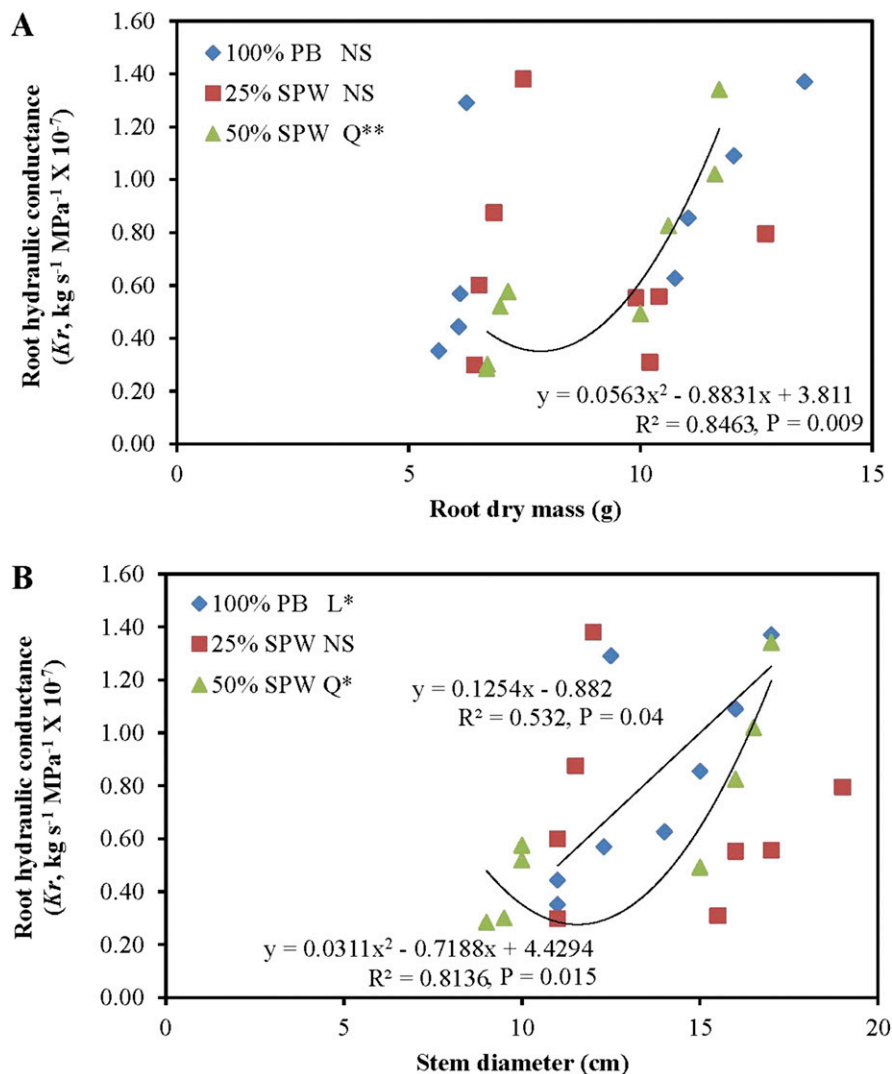 A
100% PB NS
25% SPW NS
50% SPW Q**
1.60
1.40
1.20
1.00
0.80
0.60
0.40
0.20
0.00
Root hydraulic conductance
(Kr, kg s⁻¹ MPa⁻¹ X 10⁻⁷)
y = 0.0563x² - 0.8831x + 3.811
R² = 0.8463, P = 0.009
0 5 10 15
Root dry mass (g)
B
100% PB L*
25% SPW NS
50% SPW Q*
1.60
1.40
1.20
1.00
0.80
0.60
0.40
0.20
0.00
Root hydraulic conductance
(Kr, kg s⁻¹ MPa⁻¹ X 10⁻⁷)
y = 0.1254x - 0.882
R² = 0.532, P = 0.04
y = 0.0311x² - 0.7188x + 4.4294
R² = 0.8136, P = 0.015
0 5 10 15 20
Stem diameter (cm)